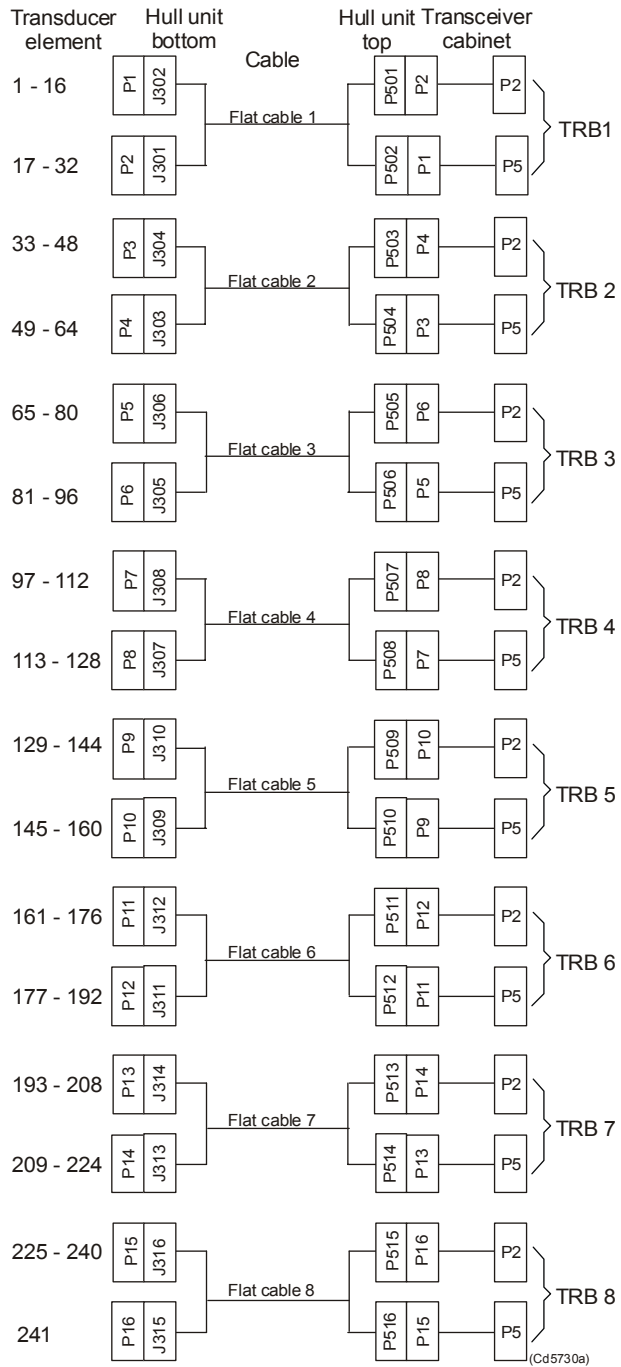 Transducer element Hull unit bottom Cable Hull unit top Transceiver cabinet
1 - 16 P1 J302 P501 P2 P2
Flat cable 1 TRB1
17 - 32 P2 J301 P502 P1 P5
33 - 48 P3 J304 P503 P4 P2
Flat cable 2 TRB 2
49 - 64 P4 J303 P504 P3 P5
65 - 80 P5 J306 P505 P6 P2
Flat cable 3 TRB 3
81 - 96 P6 J305 P506 P5 P5
97 - 112 P7 J308 P507 P8 P2
Flat cable 4 TRB 4
113 - 128 P8 J307 P508 P7 P5
129 - 144 P9 J310 P509 P10 P2
Flat cable 5 TRB 5
145 - 160 P10 J309 P510 P9 P5
161 - 176 P11 J312 P511 P12 P2
Flat cable 6 TRB 6
177 - 192 P12 J311 P512 P11 P5
193 - 208 P13 J314 P513 P14 P2
Flat cable 7 TRB 7
209 - 224 P14 J313 P514 P13 P5
225 - 240 P15 J316 P515 P16 P2
Flat cable 8 TRB 8
241 P16 J315 P516 P15 P5
(Cd5730a)